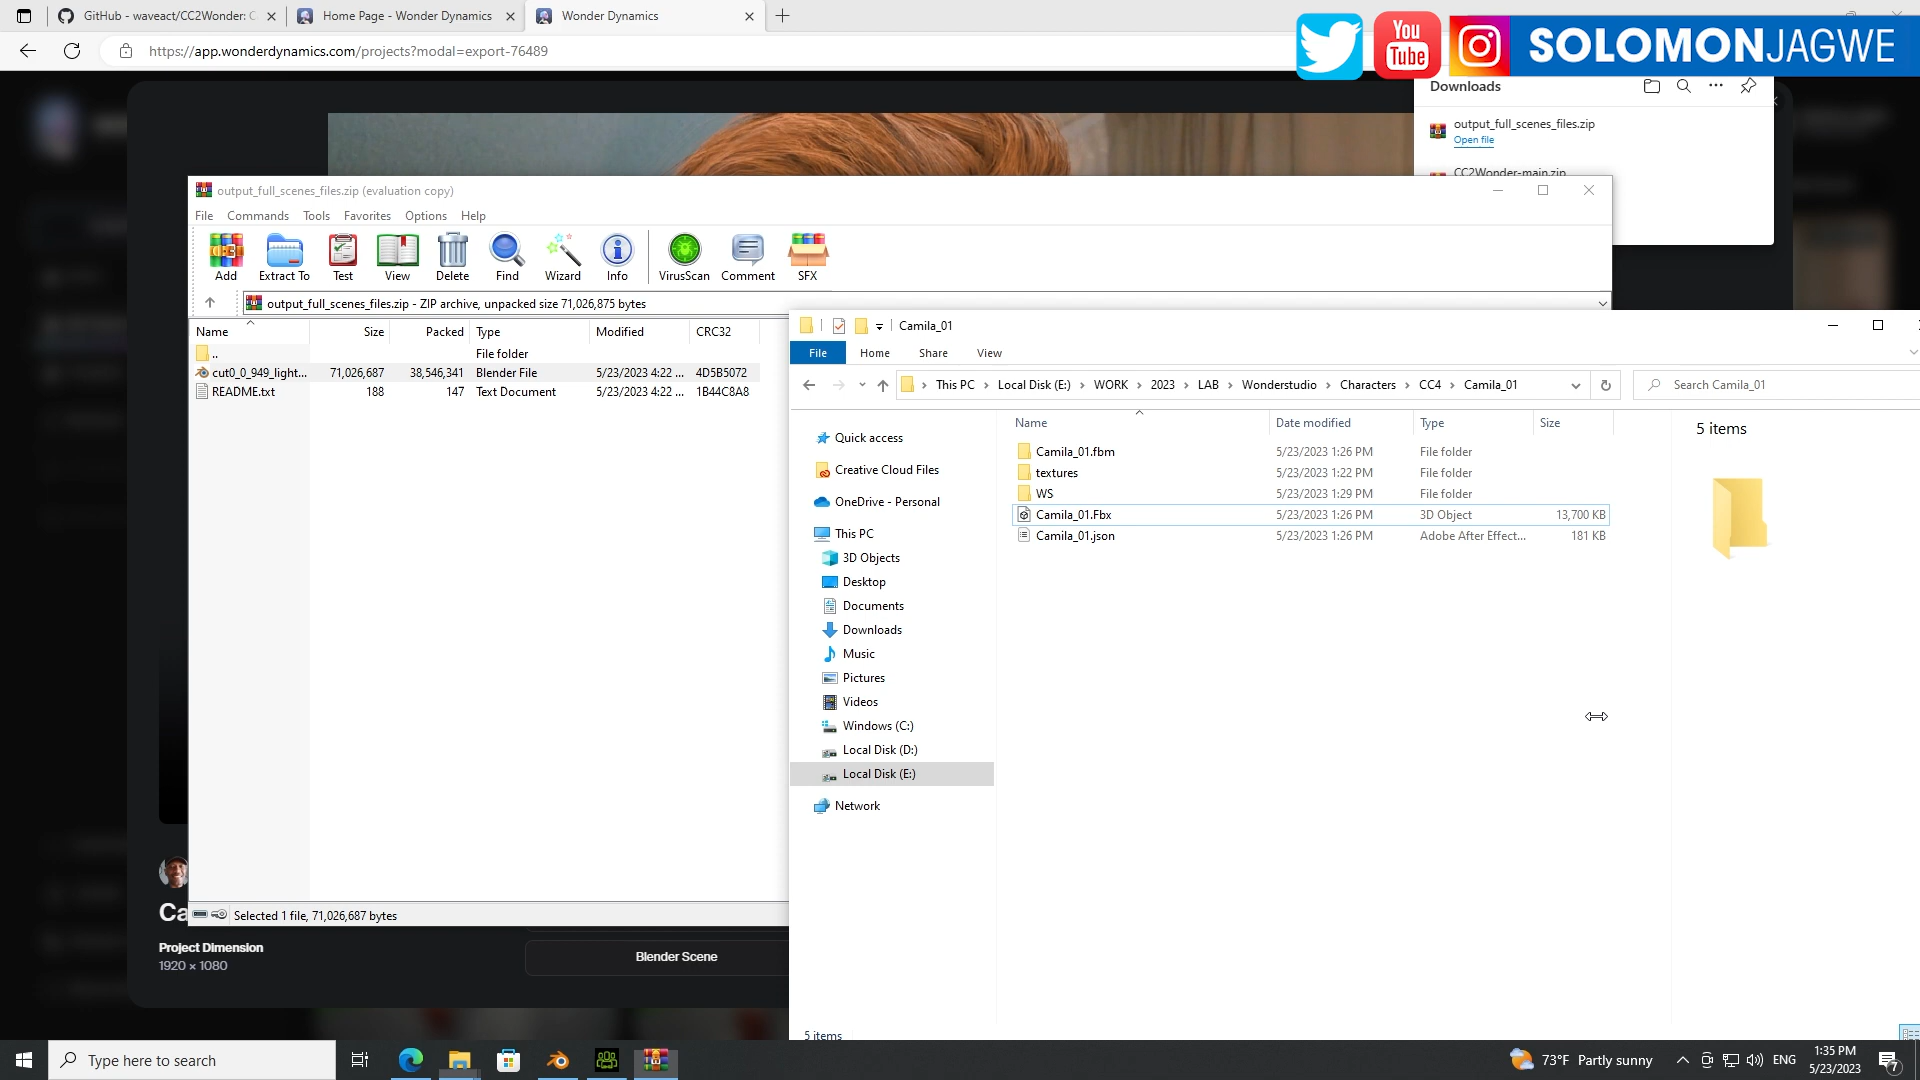 GitHub - waveact/CC2Wonder: C
Home Page - Wonder Dynamics
Wonder Dynamics
https://app.wonderdynamics.com/projects?modal=export-76489
You
Tube
SOLOMONJAGWE
Downloads
output_full_scenes_files.zip
Open file
CC2Wonder-main.zip
output_full_scenes_files.zip (evaluation copy)
File Commands Tools Favorites Options Help
Add Extract To Test View Delete Find Wizard Info VirusScan Comment SFX
output_full_scenes_files.zip - ZIP archive, unpacked size 71,026,875 bytes
Name Size Packed Type Modified CRC32
.. File folder
cut0_0_949_light... 71,026,687 38,546,341 Blender File 5/23/2023 4:22 ... 4D5B5072
README.txt 188 147 Text Document 5/23/2023 4:22 ... 1B44C8A8
Selected 1 file, 71,026,687 bytes
Camila_01
File Home Share View
This PC Local Disk (E:) WORK 2023 LAB Wonderstudio Characters CC4 Camila_01
Search Camila_01
Name Date modified Type Size
Camila_01.fbm 5/23/2023 1:26 PM File folder
textures 5/23/2023 1:22 PM File folder
WS 5/23/2023 1:29 PM File folder
Camila_01.Fbx 5/23/2023 1:26 PM 3D Object 13,700 KB
Camila_01.json 5/23/2023 1:26 PM Adobe After Effect... 181 KB
5 items
Quick access
Creative Cloud Files
OneDrive - Personal
This PC
3D Objects
Desktop
Documents
Downloads
Music
Pictures
Videos
Windows (C:)
Local Disk (D:)
Local Disk (E:)
Network
5 items
Ca
Project Dimension
1920 × 1080
Blender Scene
Type here to search
73°F Partly sunny
ENG
1:35 PM
5/23/2023
7